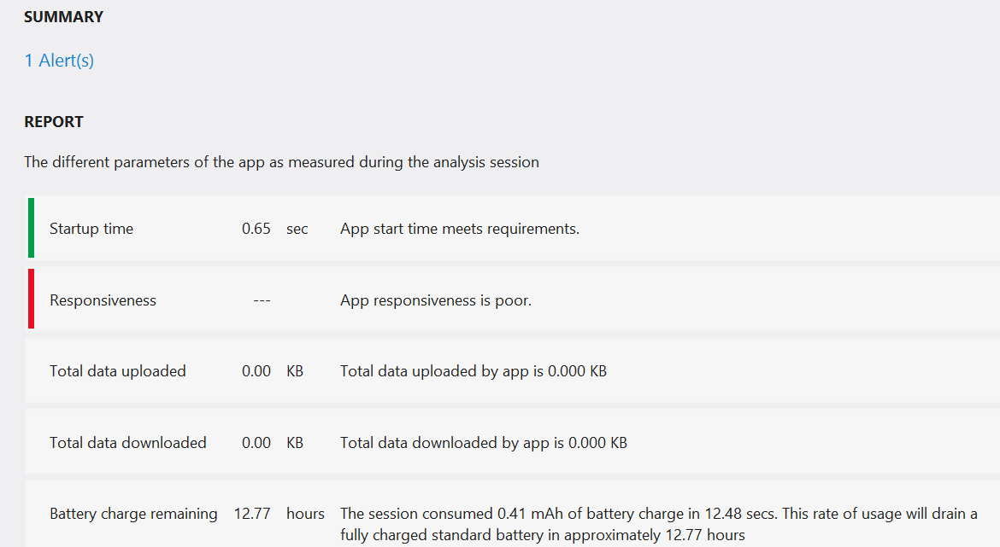 SUMMARY
1 Alert(s)
REPORT
The different parameters of the app as measured during the analysis session
Startup time 0.65 sec App start time meets requirements.
Responsiveness --- App responsiveness is poor.
Total data uploaded 0.00 KB Total data uploaded by app is 0.000 KB
Total data downloaded 0.00 KB Total data downloaded by app is 0.000 KB
Battery charge remaining 12.77 hours The session consumed 0.41 mAh of battery charge in 12.48 secs. This rate of usage will drain a
fully charged standard battery in approximately 12.77 hours